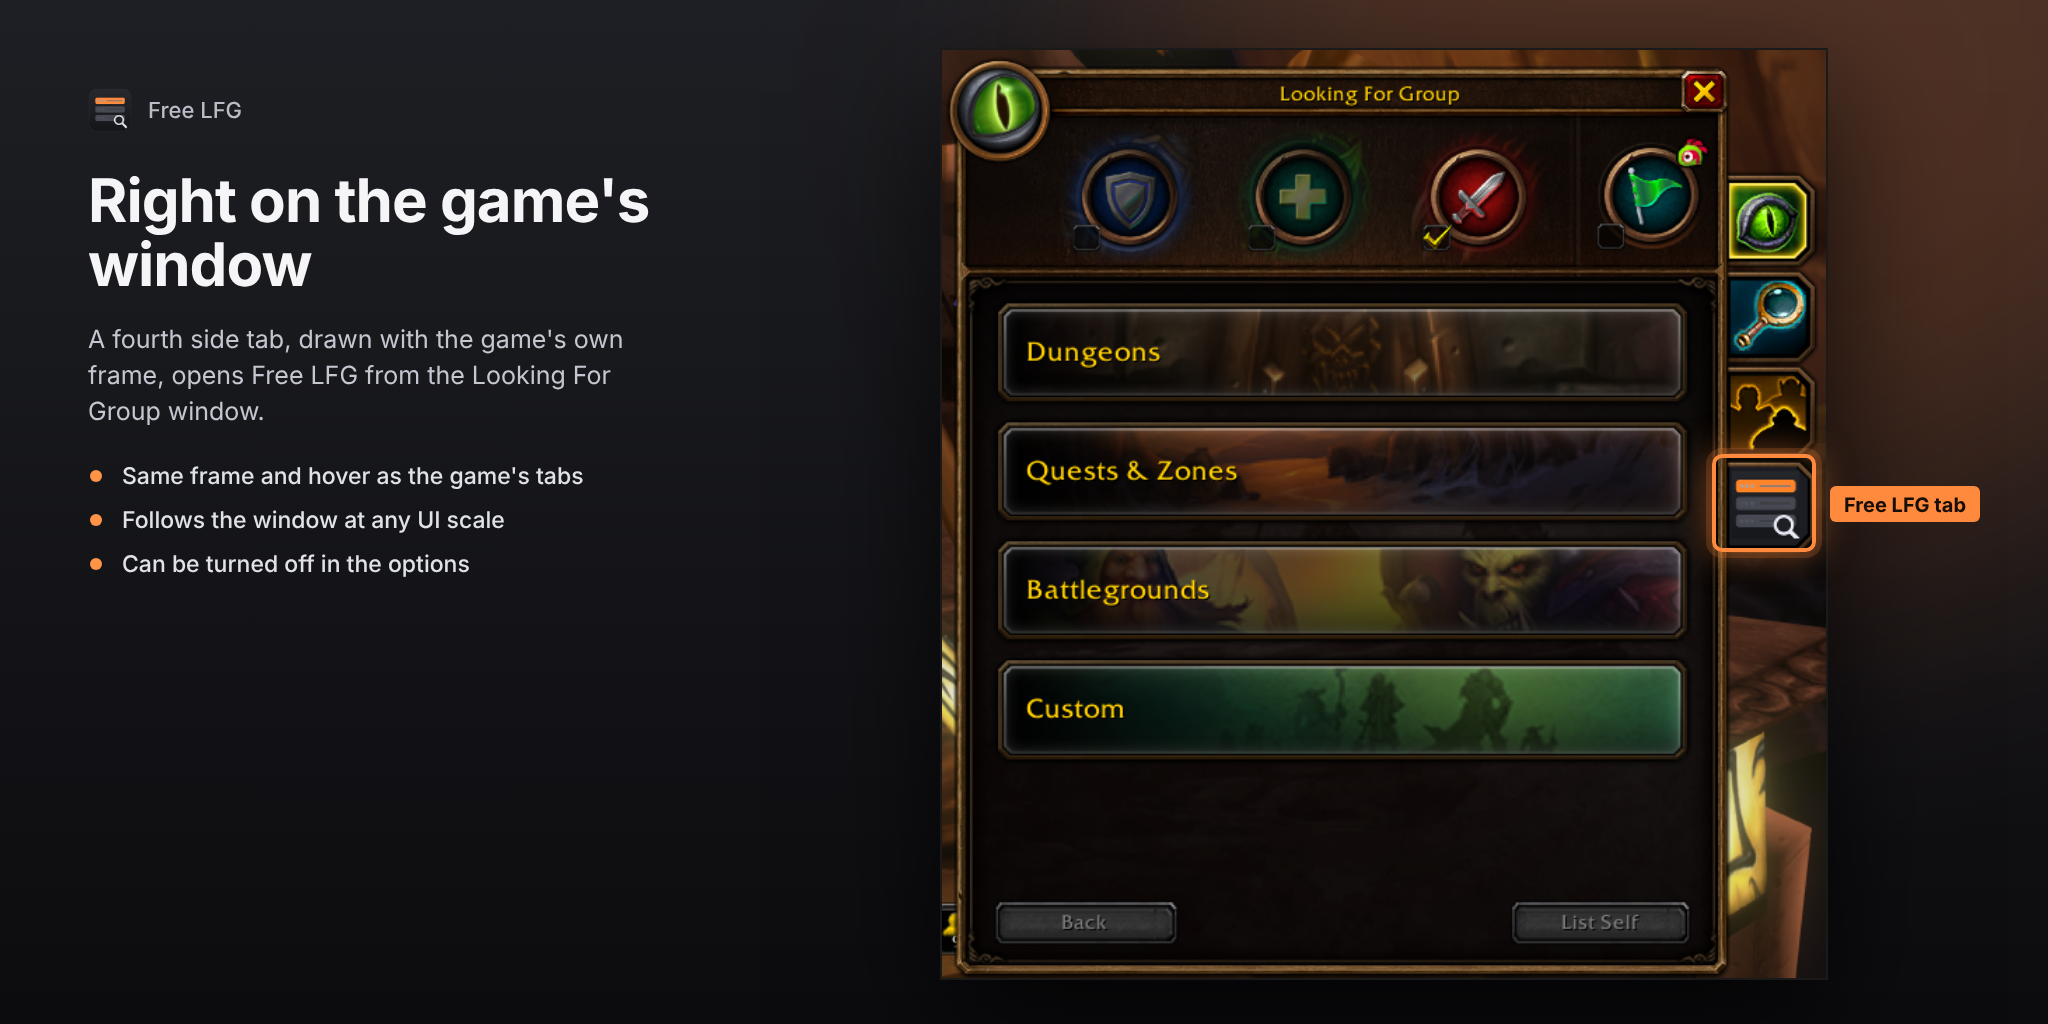 Free LFG
Right on the game's
window
A fourth side tab, drawn with the game's own
frame, opens Free LFG from the Looking For
Group window.
Same frame and hover as the game's tabs
Follows the window at any UI scale
Can be turned off in the options
Looking For Group
Dungeons
Quests & Zones
Battlegrounds
Custom
Back
List Self
Free LFG tab